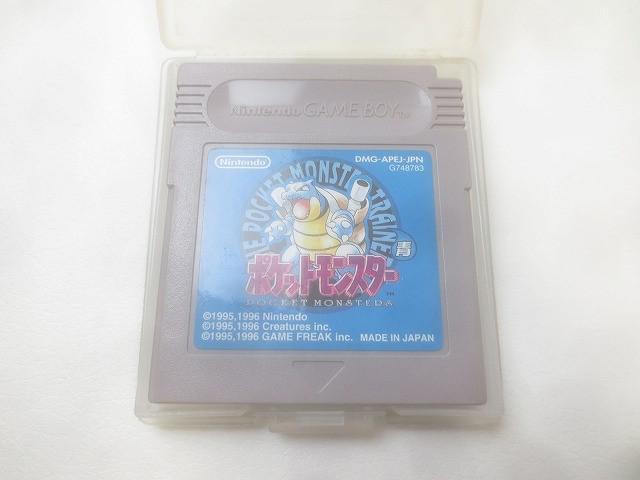 Nintendo GAME BOY TM
Nintendo
DMG-APEJ-JPN
G748783
THE POCKET MONSTER TRAINER
青
ポケットモンスター TM
POCKET MONSTERS
©1995,1996 Nintendo
©1995,1996 Creatures inc.
©1995,1996 GAME FREAK inc. MADE IN JAPAN